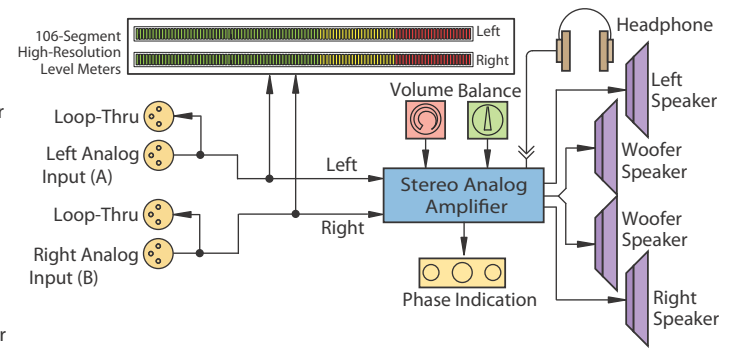 106-Segment
High-Resolution
Level Meters
Left
Right
Headphone
Loop-Thru
Left Analog
Input (A)
Loop-Thru
Right Analog
Input (B)
Left
Right
Volume
Balance
Stereo Analog
Amplifier
Phase Indication
Left
Speaker
Woofer
Speaker
Woofer
Speaker
Right
Speaker
r
r